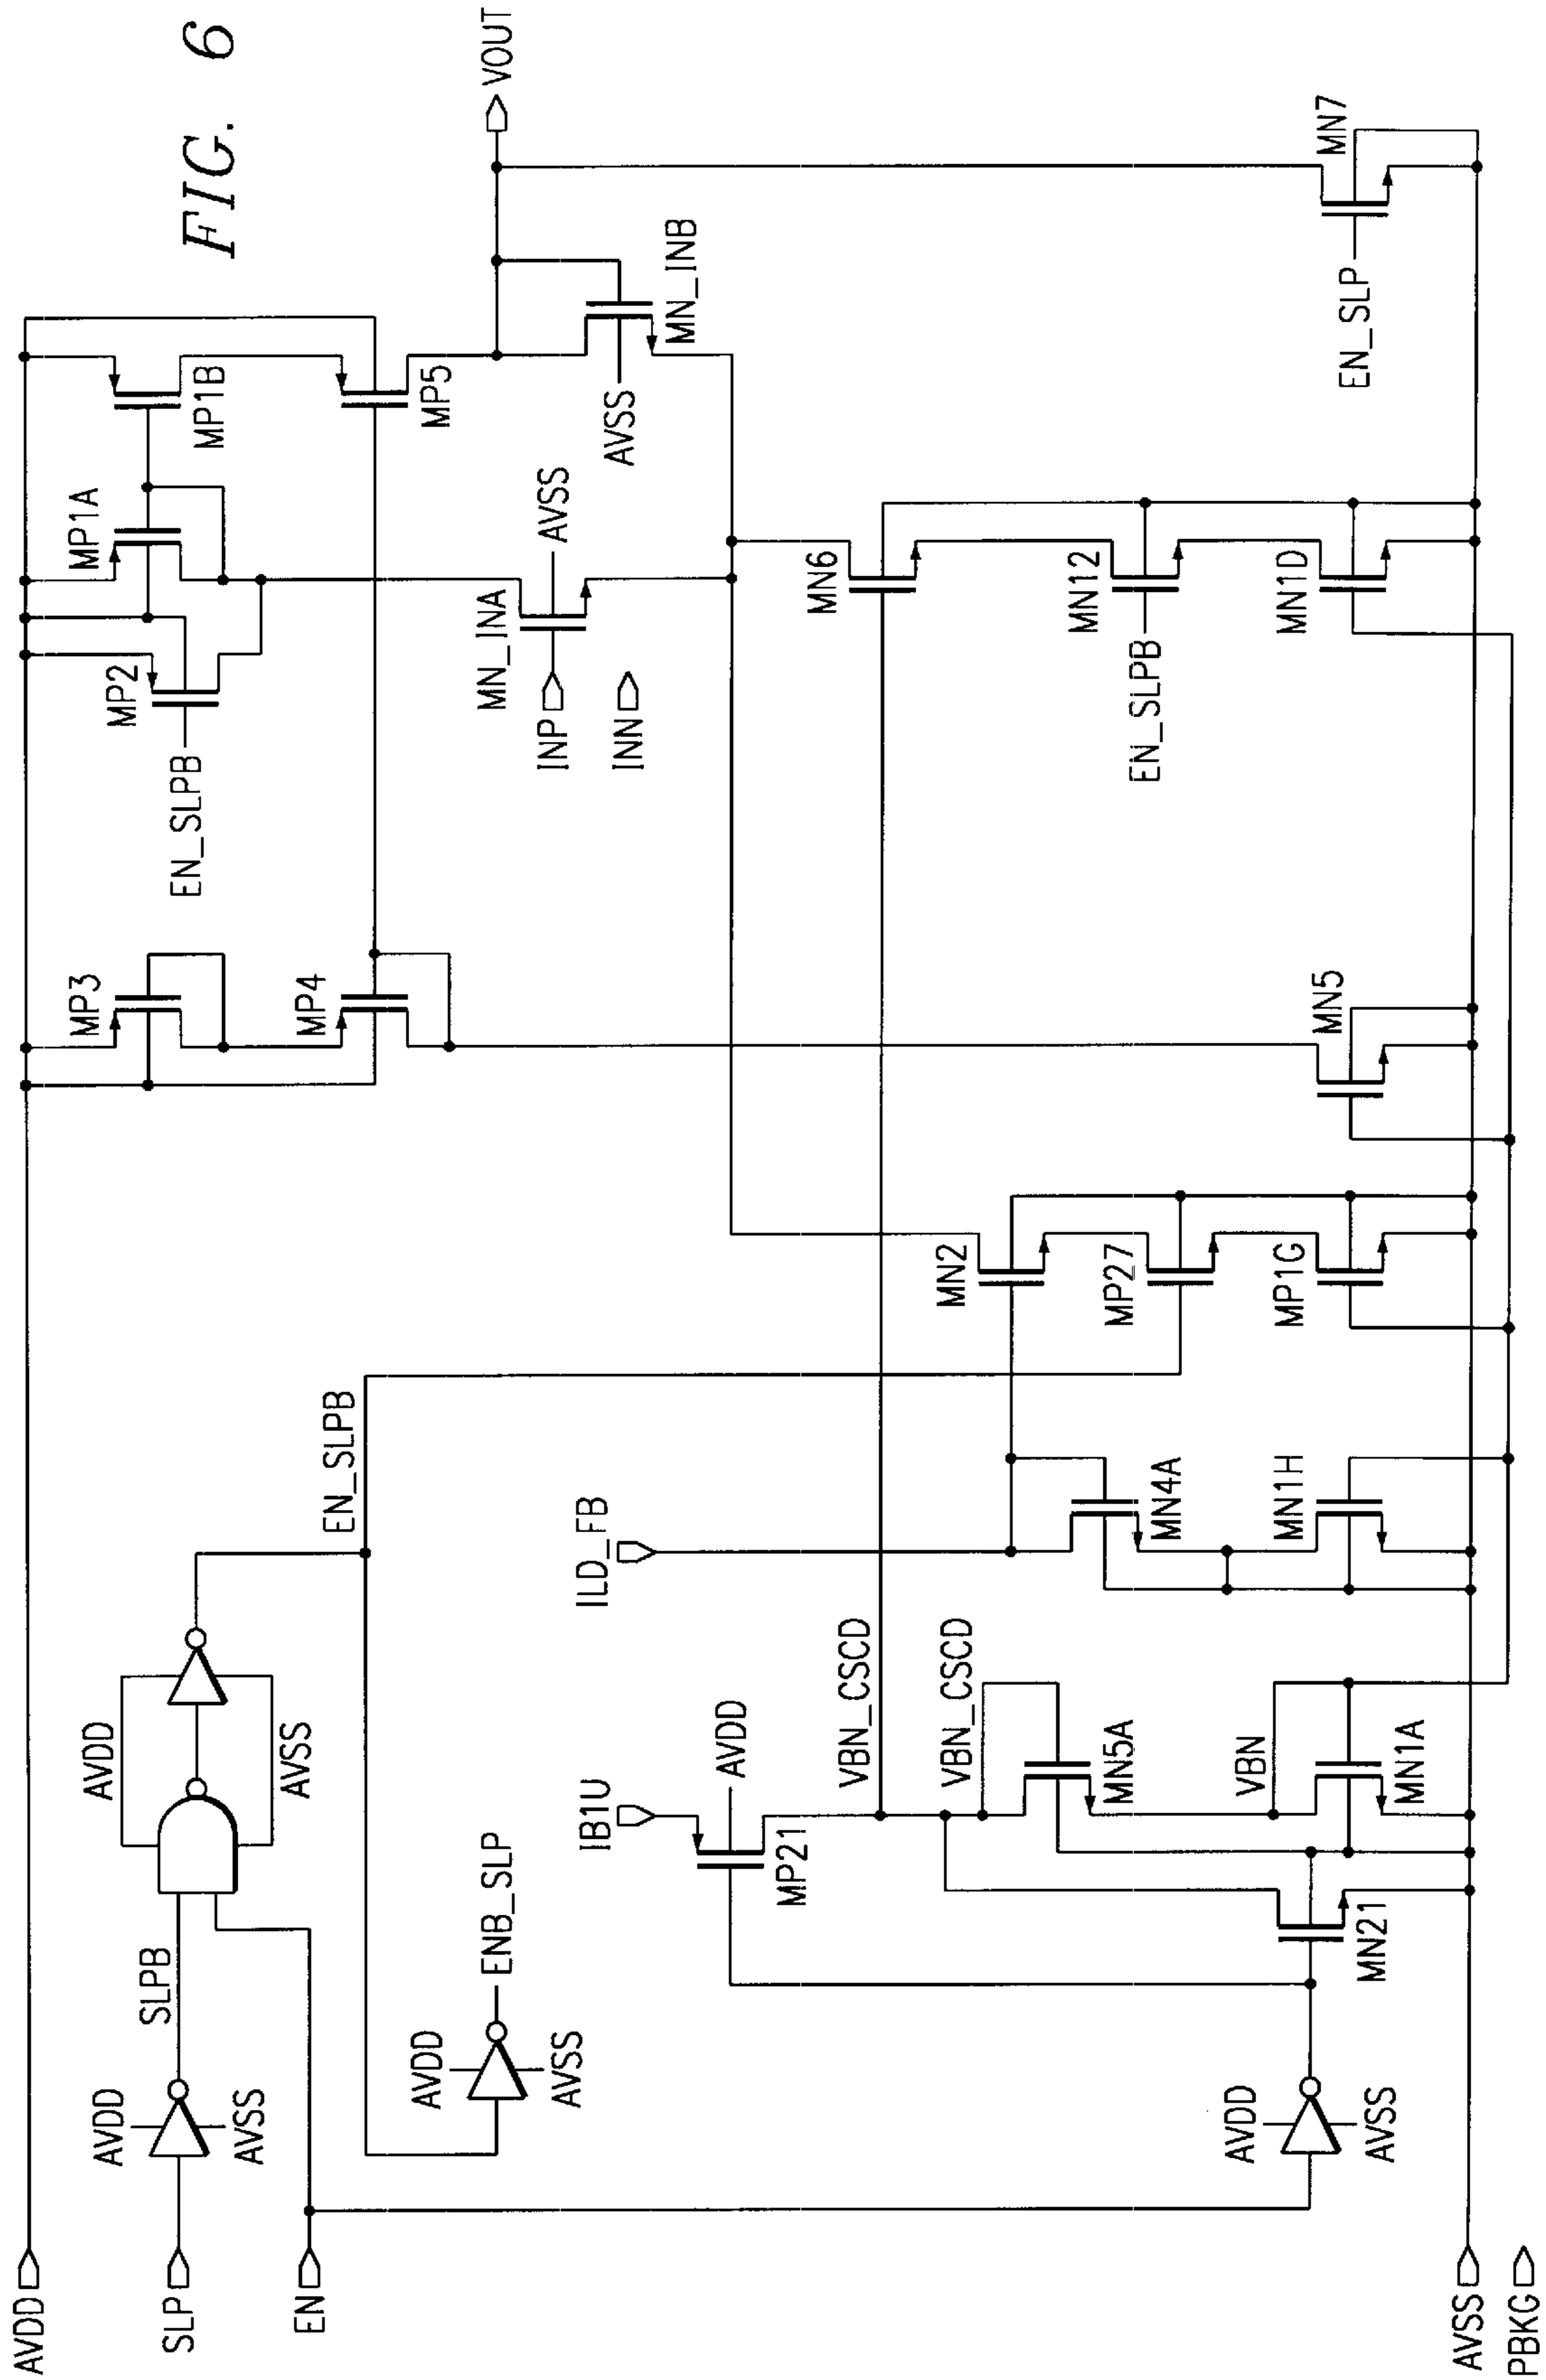 FIG. 6
AVDD
SLP
AVDD
AVSS
SLPB
AVDD
AVSS
EN
EN_SLPB
AVDD
AVSS
ENB_SLP
MP3
MP4
MP2
EN_SLPB
MP1A
MP1B
MP5
VOUT
MN_INA
AVSS
INP
INN
MN_INB
AVSS
IB1U
AVDD
MP21
VBN_CSCD
VBN_CSCD
ILD_FB
MN5A
VBN
MN1A
MN21
AVDD
AVSS
MN4A
MN1H
MN2
MP27
MP1G
MN5
MN6
MN12
EN_SLPB
MN1D
EN_SLP
MN7
AVSS
PBKG